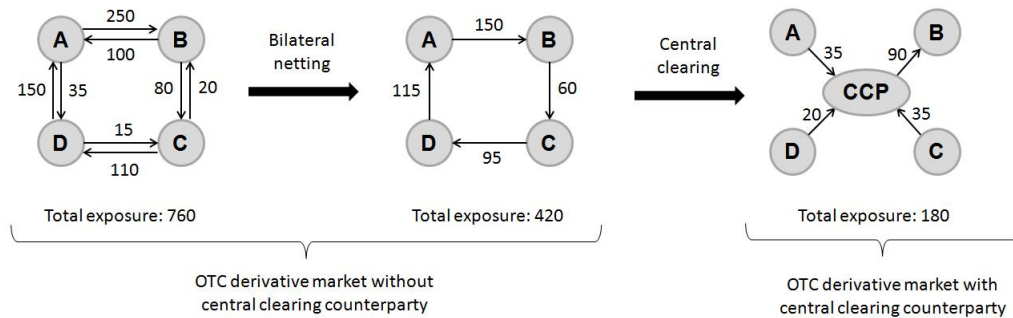 A
250
B
100
150
35
80
20
D
15
C
110
Total exposure: 760
Bilateral
netting
A
150
B
115
60
D
95
C
Total exposure: 420
Central
clearing
A
B
35
90
CCP
20
35
D
C
Total exposure: 180
OTC derivative market without
central clearing counterparty
OTC derivative market with
central clearing counterparty